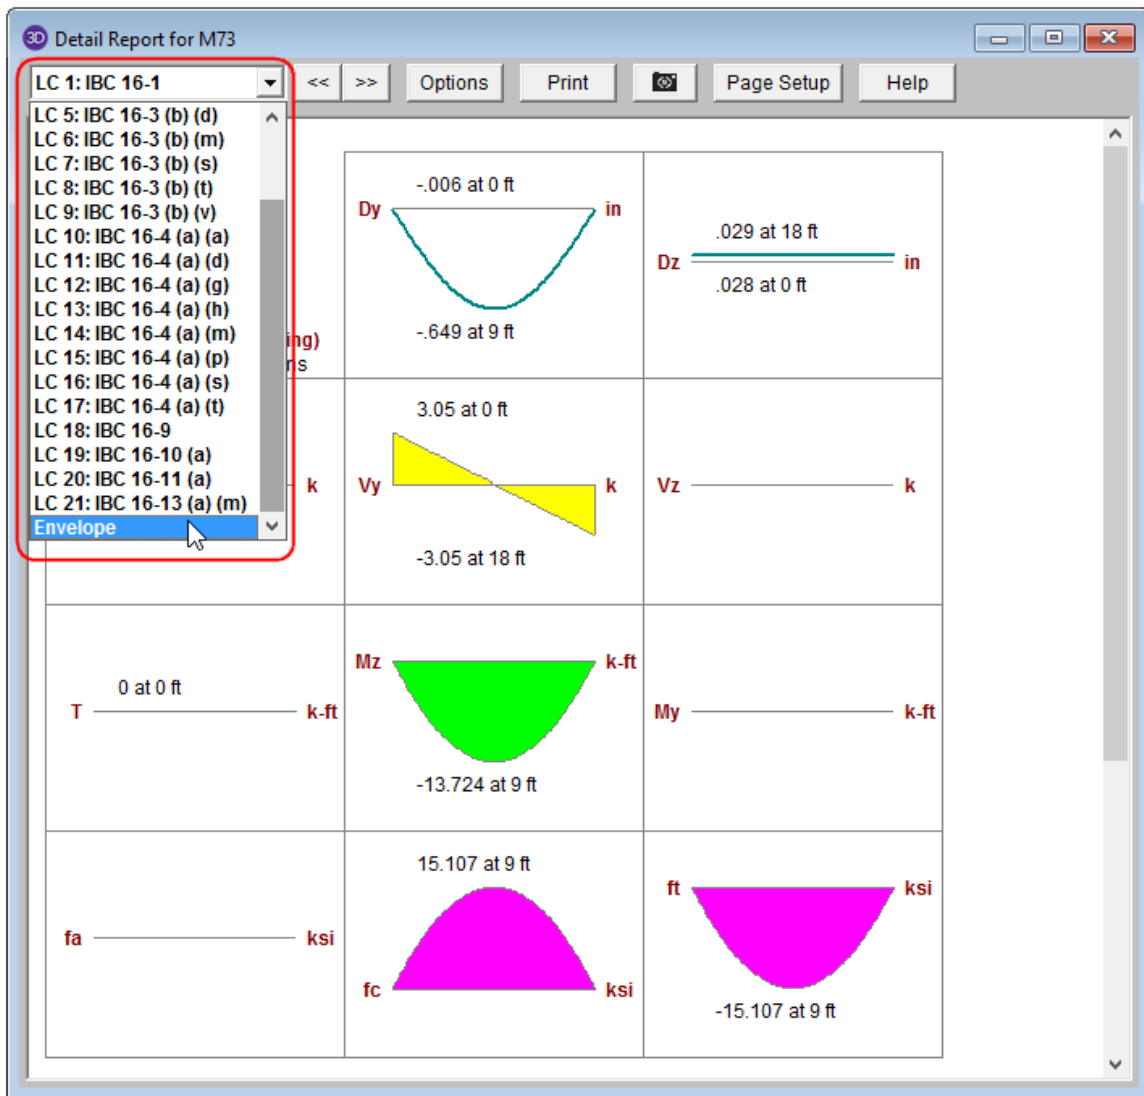 3D Detail Report for M73
LC 1: IBC 16-1 << >> Options Print Page Setup Help
LC 5: IBC 16-3 (b) (d)
LC 6: IBC 16-3 (b) (m)
LC 7: IBC 16-3 (b) (s)
LC 8: IBC 16-3 (b) (t)
LC 9: IBC 16-3 (b) (v)
LC 10: IBC 16-4 (a) (a)
LC 11: IBC 16-4 (a) (d)
LC 12: IBC 16-4 (a) (g)
LC 13: IBC 16-4 (a) (h)
LC 14: IBC 16-4 (a) (m)
LC 15: IBC 16-4 (a) (p)
LC 16: IBC 16-4 (a) (s)
LC 17: IBC 16-4 (a) (t)
LC 18: IBC 16-9
LC 19: IBC 16-10 (a)
LC 20: IBC 16-11 (a)
LC 21: IBC 16-13 (a) (m)
Envelope
ing)
ns
-.006 at 0 ft
Dy in
-.649 at 9 ft
.029 at 18 ft
Dz in
.028 at 0 ft
k
3.05 at 0 ft
Vy k
-3.05 at 18 ft
Vz k
0 at 0 ft
T k-ft
Mz k-ft
-13.724 at 9 ft
My k-ft
fa ksi
15.107 at 9 ft
fc ksi
ft ksi
-15.107 at 9 ft